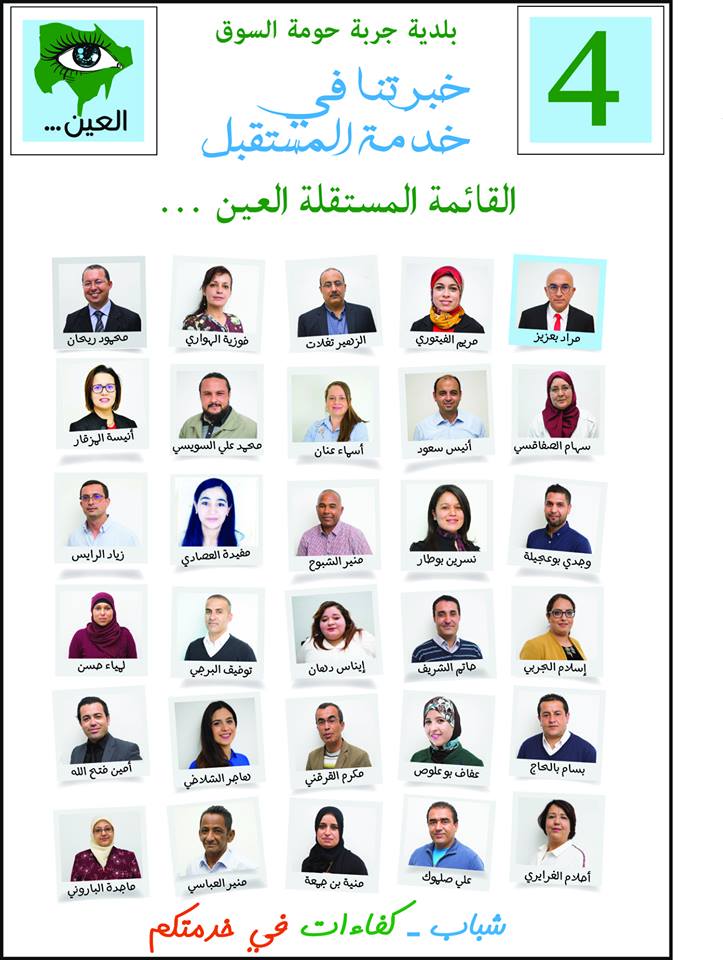 بلدية جربة حومة السوق
4
العين ...
خبرتنا في
خدمة المستقبل
القائمة المستقلة العين ...
مراد بعزيز
مريم الفيتوري
الزهير تغلات
فوزية الهواري
محمود ريحان
سهام الصفاقسي
أنيس سعود
أسماء عنان
محمد علي السويسي
أنيسة المزقار
وجدي بوعجيلة
نسرين بوطار
منير الشبوح
مفيدة العصادي
زياد الرايس
إسلام الجربي
حاتم الشريف
إيناس دهان
توفيق البرجي
لمياء حسن
بسام بالحاج
عفاف بوعلوص
مكرم القرقني
هاجر الشلاخي
أمين فتح الله
أحلام الغرايري
علي صلموك
منية بن جمعة
منير العباسي
ماجدة الباروني
شباب - كفاءات في خدمتكم